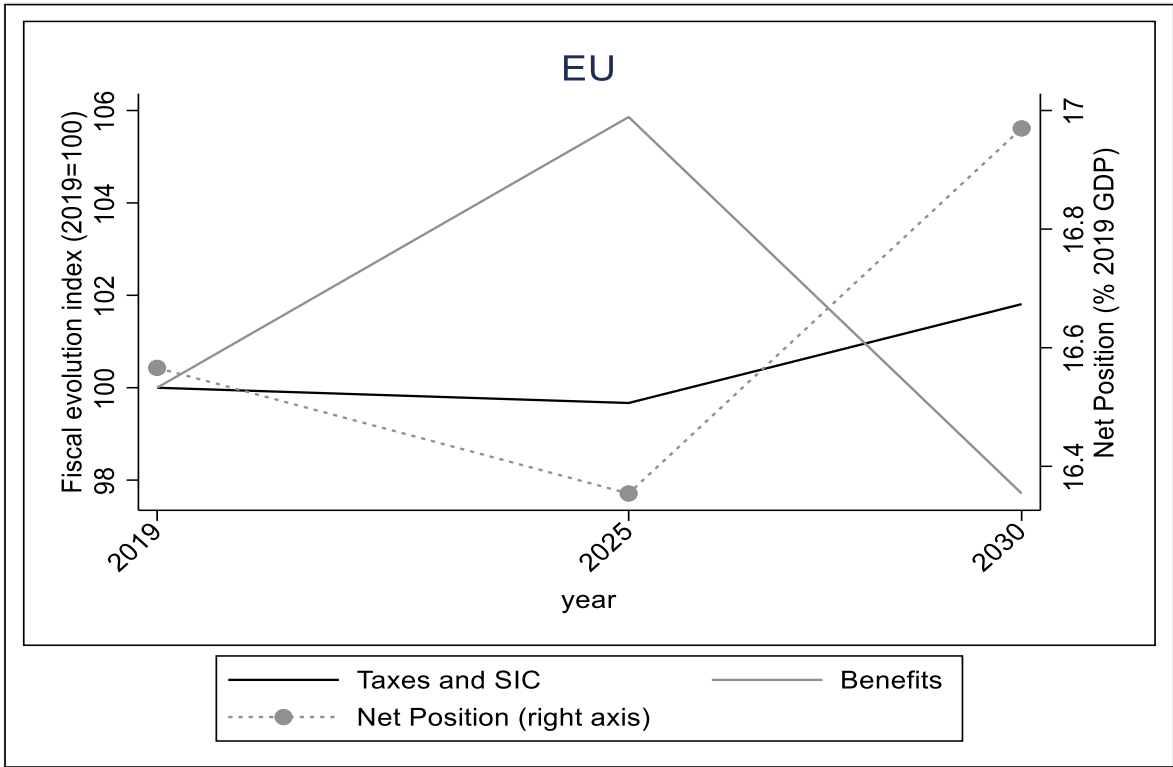 EU
Fiscal evolution index (2019=100)
106
104
102
100
98
17
16.8
16.6
16.4
Net Position (% 2019 GDP)
2019
2025
2030
year
Taxes and SIC
Benefits
Net Position (right axis)